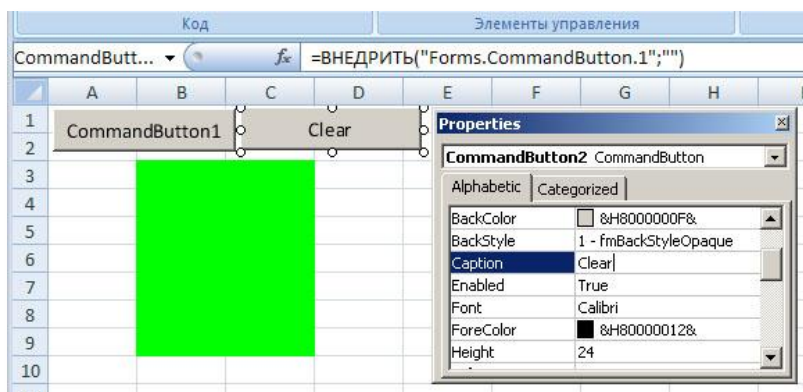 Код Элементы управления
CommandButt... fx =ВНЕДРИТЬ("Forms.CommandButton.1";"")
A B C D E F G H
1
2
3
4
5
6
7
8
9
10
CommandButton1 Clear
Properties
CommandButton2 CommandButton
Alphabetic Categorized
BackColor &H8000000F&
BackStyle 1 - fmBackStyleOpaque
Caption Clear
Enabled True
Font Calibri
ForeColor &H80000012&
Height 24